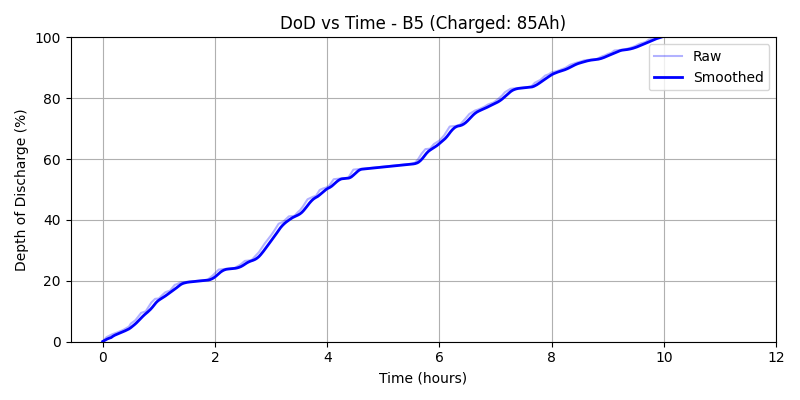 DoD vs Time - B5 (Charged: 85Ah)
Depth of Discharge (%)
100
80
60
40
20
0
Raw
Smoothed
0 2 4 6 8 10 12
Time (hours)